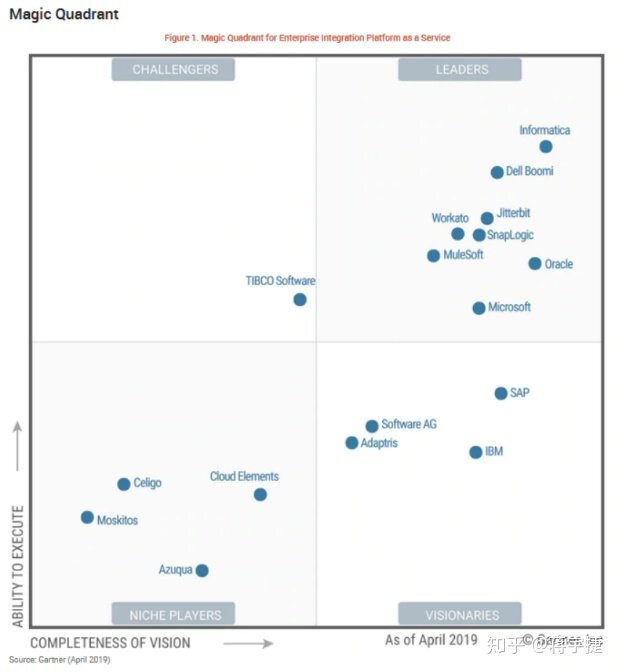 Magic Quadrant
Figure 1. Magic Quadrant for Enterprise Integration Platform as a Service
CHALLENGERS
LEADERS
Informatica
Dell Boomi
Jitterbit
Workato
SnapLogic
MuleSoft
Oracle
TIBCO Software
Microsoft
SAP
Software AG
Adaptris
IBM
Celigo
Cloud Elements
Moskitos
Azuqua
ABILITY TO EXECUTE
NICHE PLAYERS
VISIONARIES
COMPLETENESS OF VISION
As of April 2019
© Gartner, Inc
Source: Gartner (April 2019)